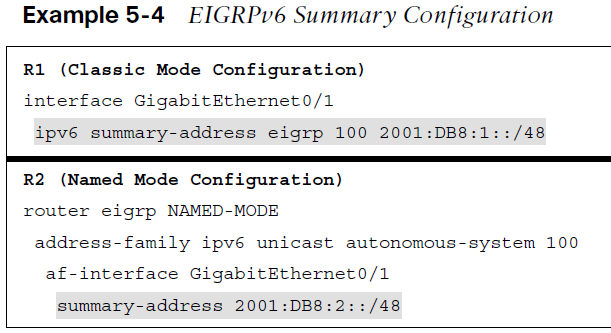 Example 5-4 EIGRPv6 Summary Configuration
R1 (Classic Mode Configuration)
interface GigabitEthernet0/1
ipv6 summary-address eigrp 100 2001:DB8:1::/48
R2 (Named Mode Configuration)
router eigrp NAMED-MODE
address-family ipv6 unicast autonomous-system 100
af-interface GigabitEthernet0/1
summary-address 2001:DB8:2::/48